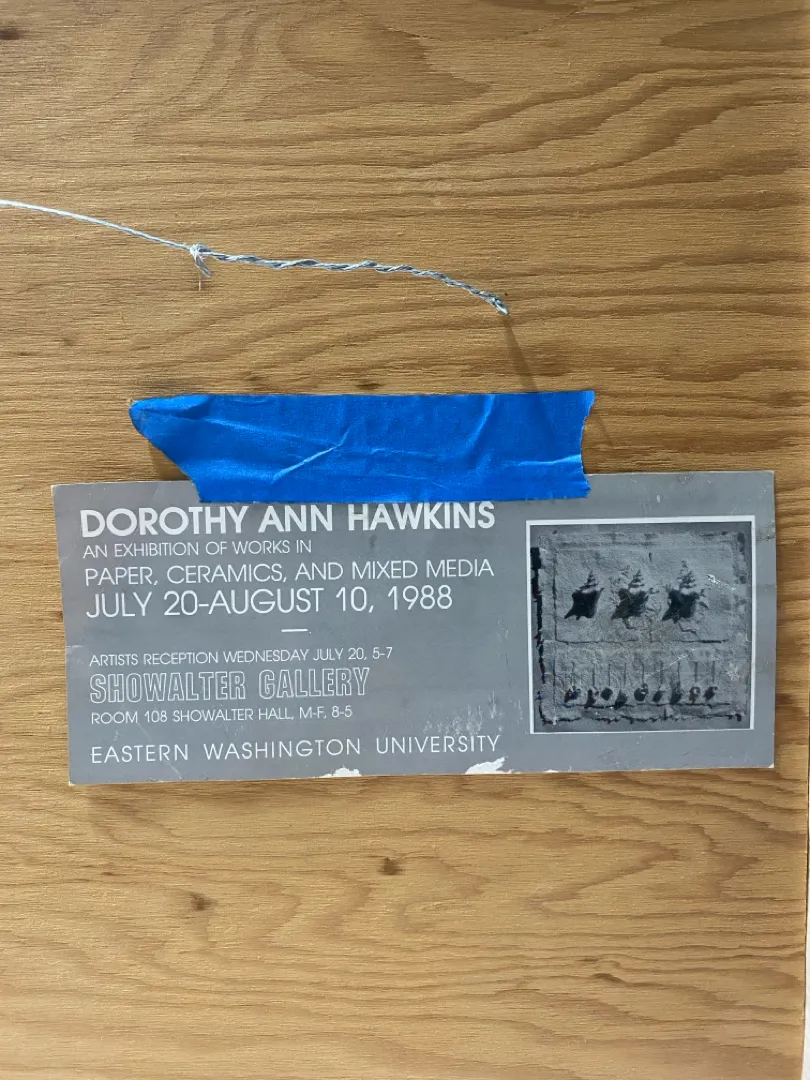 DOROTHY ANN HAWKINS
AN EXHIBITION OF WORKS IN
PAPER, CERAMICS, AND MIXED MEDIA
JULY 20-AUGUST 10, 1988
—
ARTISTS RECEPTION WEDNESDAY JULY 20, 5-7
SHOWALTER GALLERY
ROOM 108 SHOWALTER HALL, M-F, 8-5
EASTERN WASHINGTON UNIVERSITY